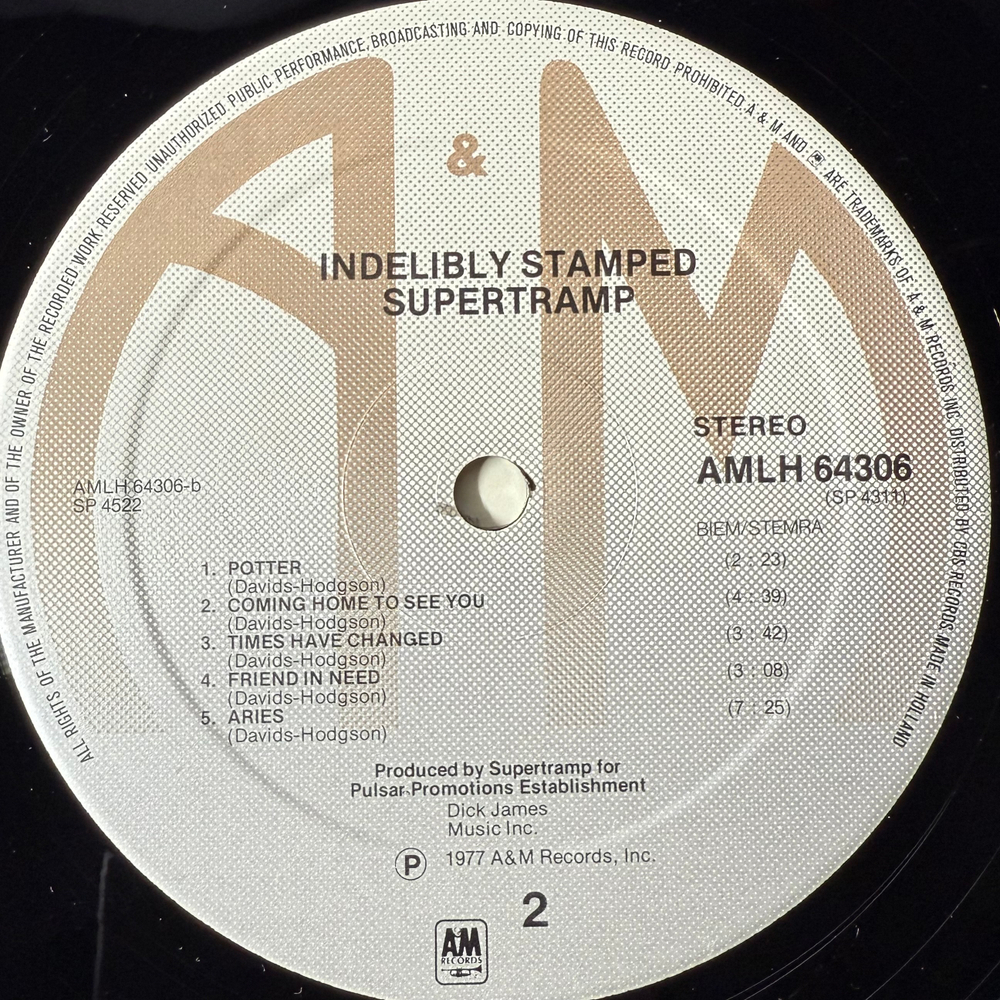 ALL RIGHTS OF THE MANUFACTURER AND OF THE OWNER OF THE RECORDED WORK RESERVED UNAUTHORIZED PUBLIC PERFORMANCE, BROADCASTING AND COPYING OF THIS RECORD PROHIBITED. A & M AND ARE TRADEMARKS OF A & M RECORDS INC. DISTRIBUTED BY CBS RECORDS. MADE IN HOLLAND
A & M
INDELIBLY STAMPED
SUPERTRAMP
STEREO
AMLH 64306
(SP 4311)
BIEM/STEMRA
AMLH 64306-b
SP 4522
1. POTTER (2 : 23)
(Davids-Hodgson)
2. COMING HOME TO SEE YOU (4 : 39)
(Davids-Hodgson)
3. TIMES HAVE CHANGED (3 : 42)
(Davids-Hodgson)
4. FRIEND IN NEED (3 : 08)
(Davids-Hodgson)
5. ARIES (7 : 25)
(Davids-Hodgson)
Produced by Supertramp for
Pulsar Promotions Establishment
Dick James
Music Inc.
Ⓟ 1977 A&M Records, Inc.
2
AM
RECORDS